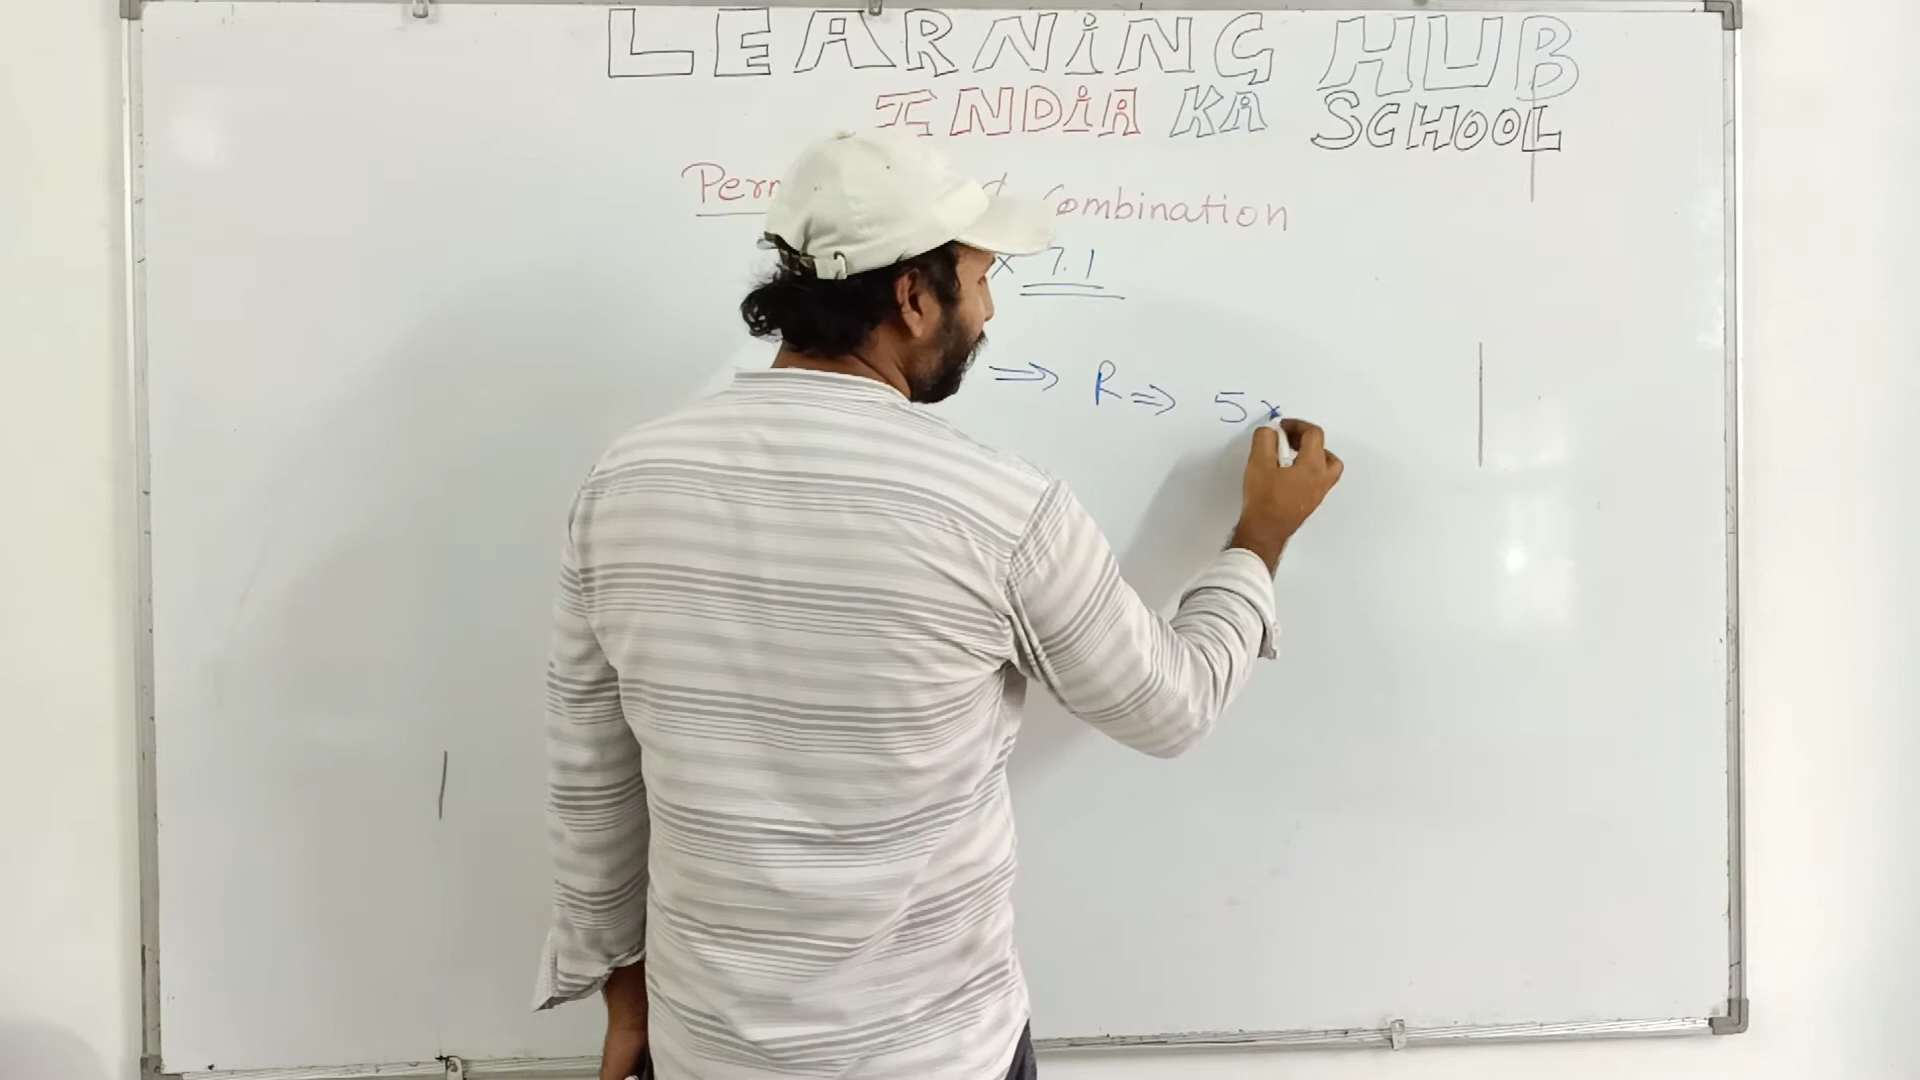 LEARNING HUB
INDIA KA SCHOOL
Combination
7.1
⇒ R ⇒ 5 ×